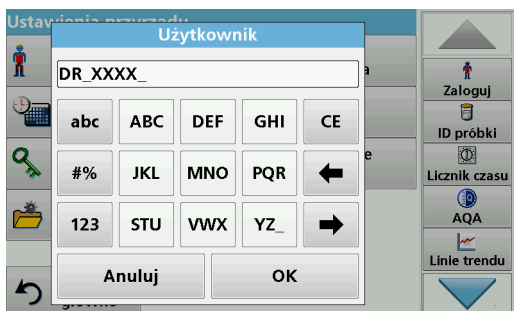 Ustawienia przyrządu
Użytkownik
DR_XXXX_
abc ABC DEF GHI CE
#% JKL MNO PQR
123 STU VWX YZ_
Anuluj OK
Zaloguj
ID próbki
Licznik czasu
AQA
Linie trendu